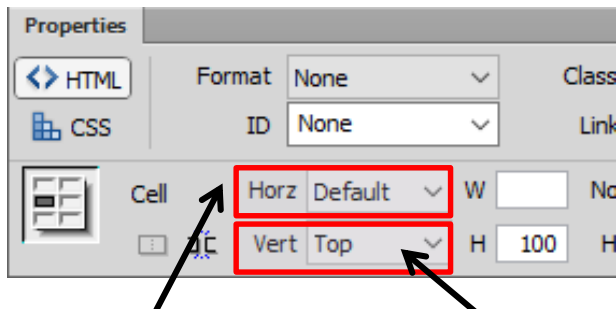 Properties
HTML Format None Class
CSS ID None Link
Cell Horz Default W No
Vert Top H 100 H